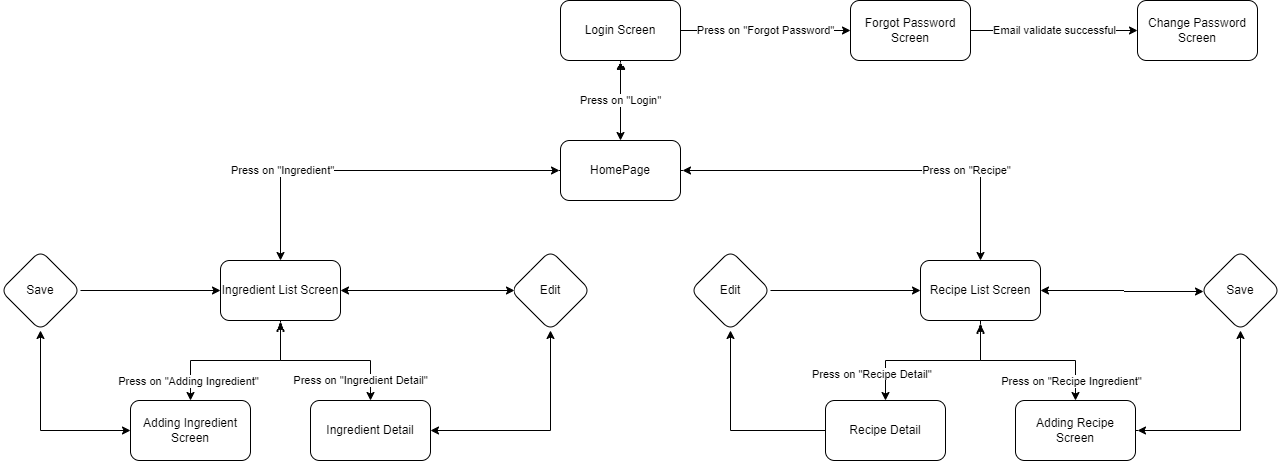 Login Screen
Press on "Forgot Password"
Forgot Password
Screen
Email validate successful
Change Password
Screen
Press on "Login"
HomePage
Press on "Ingredient"
Press on "Recipe"
Save
Ingredient List Screen
Edit
Edit
Recipe List Screen
Save
Press on "Adding Ingredient"
Press on "Ingredient Detail"
Press on "Recipe Detail"
Press on "Recipe Ingredient"
Adding Ingredient
Screen
Ingredient Detail
Recipe Detail
Adding Recipe
Screen